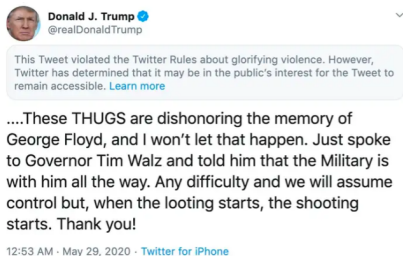 Donald J. Trump
@realDonaldTrump
This Tweet violated the Twitter Rules about glorifying violence. However,
Twitter has determined that it may be in the public's interest for the Tweet to
remain accessible. Learn more
....These THUGS are dishonoring the memory of
George Floyd, and I won't let that happen. Just spoke
to Governor Tim Walz and told him that the Military is
with him all the way. Any difficulty and we will assume
control but, when the looting starts, the shooting
starts. Thank you!
12:53 AM · May 29, 2020 · Twitter for iPhone